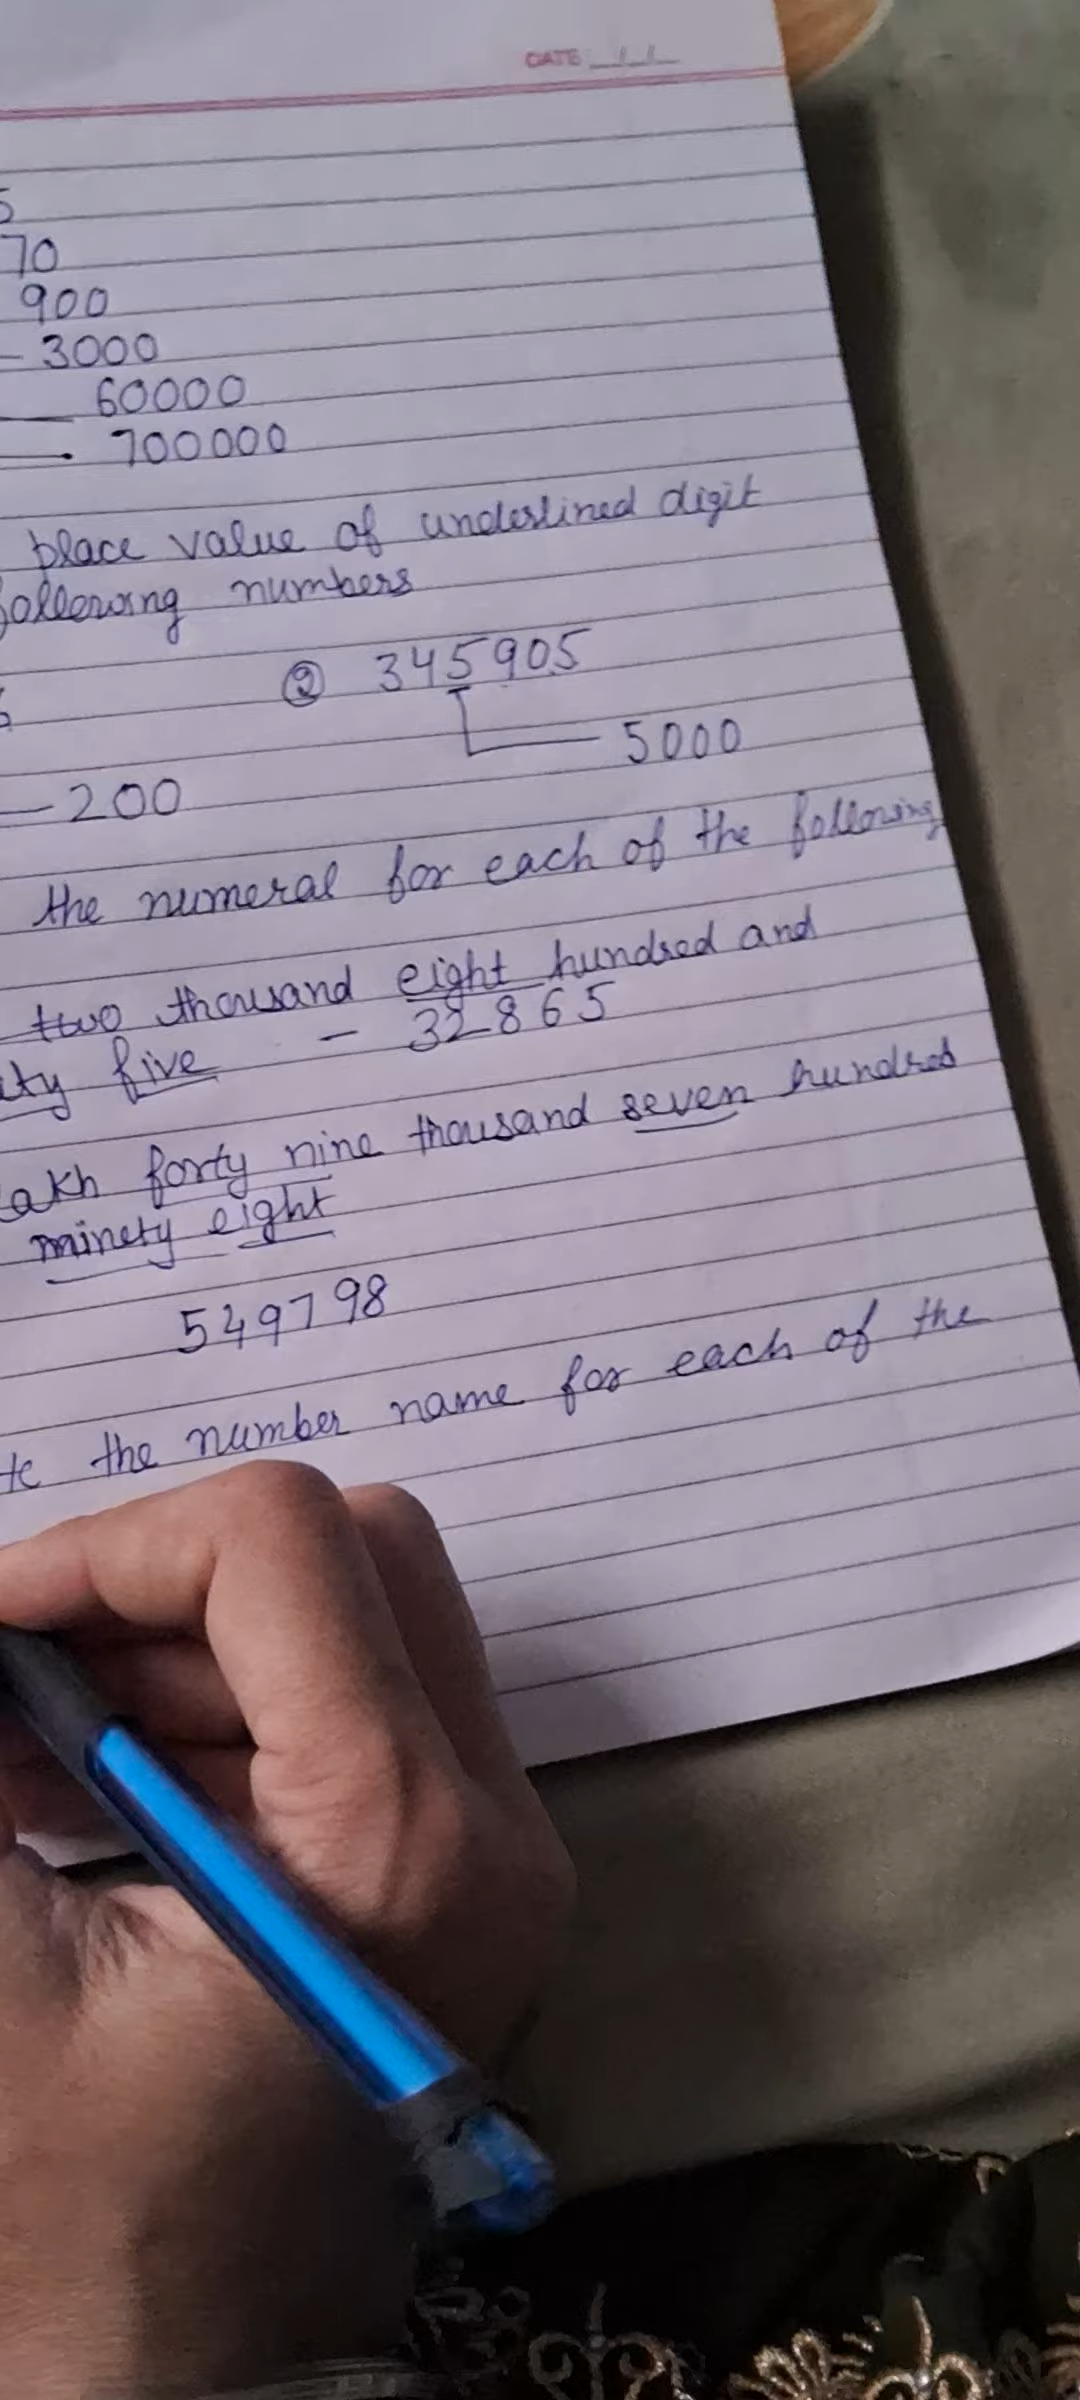 DATE
5
70
900
3000
60000
700000
place value of underlined digit
following numbers
② 345905
5000
200
the numeral for each of the following
two thousand eight hundred and
five - 32865
forty nine thousand seven hundred
ninety eight
549798
the number name for each of the